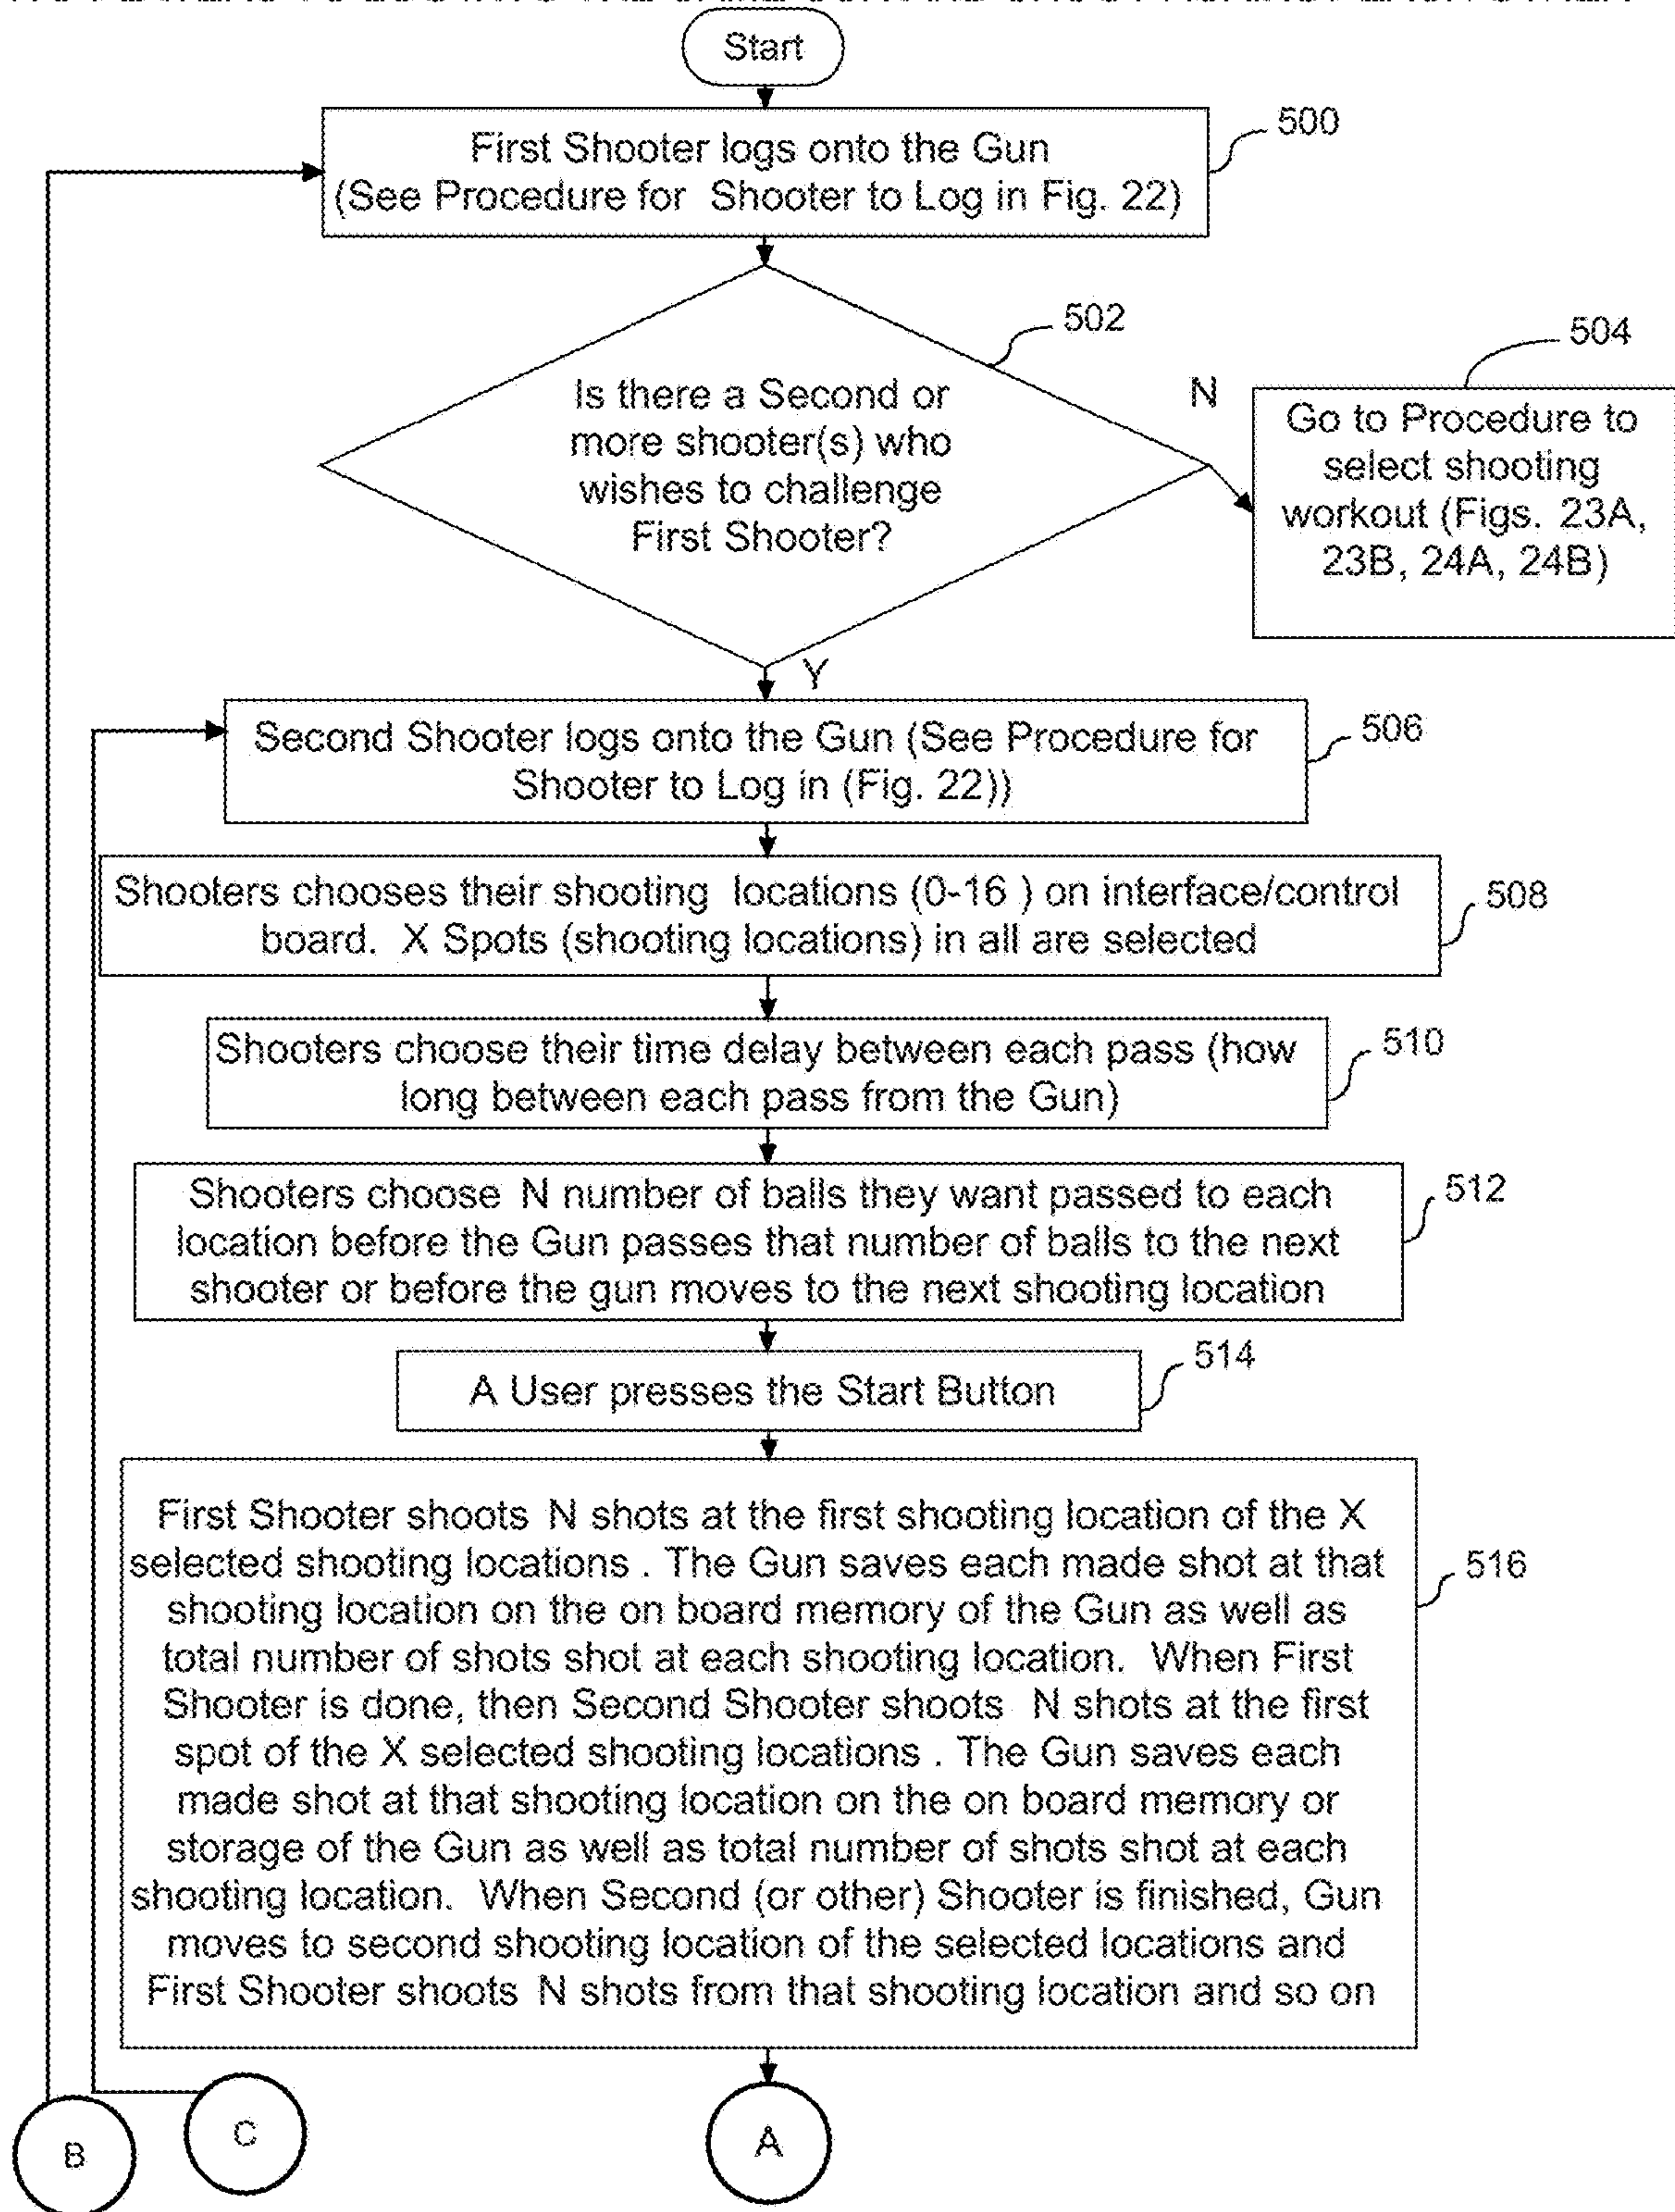 Start
First Shooter logs onto the Gun
(See Procedure for Shooter to Log in Fig. 22)
500
Is there a Second or
more shooter(s) who
wishes to challenge
First Shooter?
502
N
504
Go to Procedure to
select shooting
workout (Figs. 23A,
23B, 24A, 24B)
Y
Second Shooter logs onto the Gun (See Procedure for
Shooter to Log in (Fig. 22))
506
Shooters chooses their shooting locations (0-16 ) on interface/control
board. X Spots (shooting locations) in all are selected
508
Shooters choose their time delay between each pass (how
long between each pass from the Gun)
510
Shooters choose N number of balls they want passed to each
location before the Gun passes that number of balls to the next
shooter or before the gun moves to the next shooting location
512
A User presses the Start Button
514
First Shooter shoots N shots at the first shooting location of the X
selected shooting locations . The Gun saves each made shot at that
shooting location on the on board memory of the Gun as well as
total number of shots shot at each shooting location. When First
Shooter is done, then Second Shooter shoots N shots at the first
spot of the X selected shooting locations . The Gun saves each
made shot at that shooting location on the on board memory or
storage of the Gun as well as total number of shots shot at each
shooting location. When Second (or other) Shooter is finished, Gun
moves to second shooting location of the selected locations and
First Shooter shoots N shots from that shooting location and so on
516
B
C
A